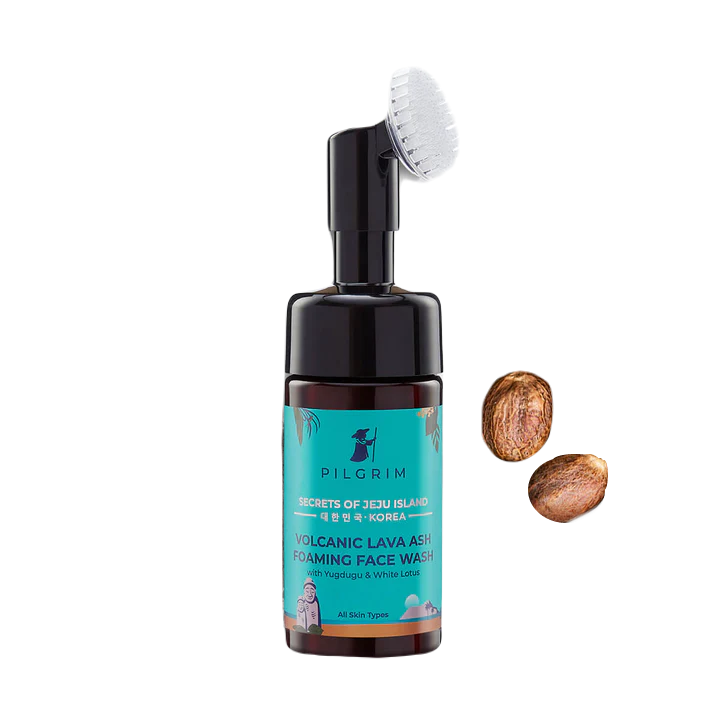 PILGRIM
SECRETS OF JEJU ISLAND
대한민국·KOREA
VOLCANIC LAVA ASH
FOAMING FACE WASH
with Yugdugu & White Lotus
All Skin Types